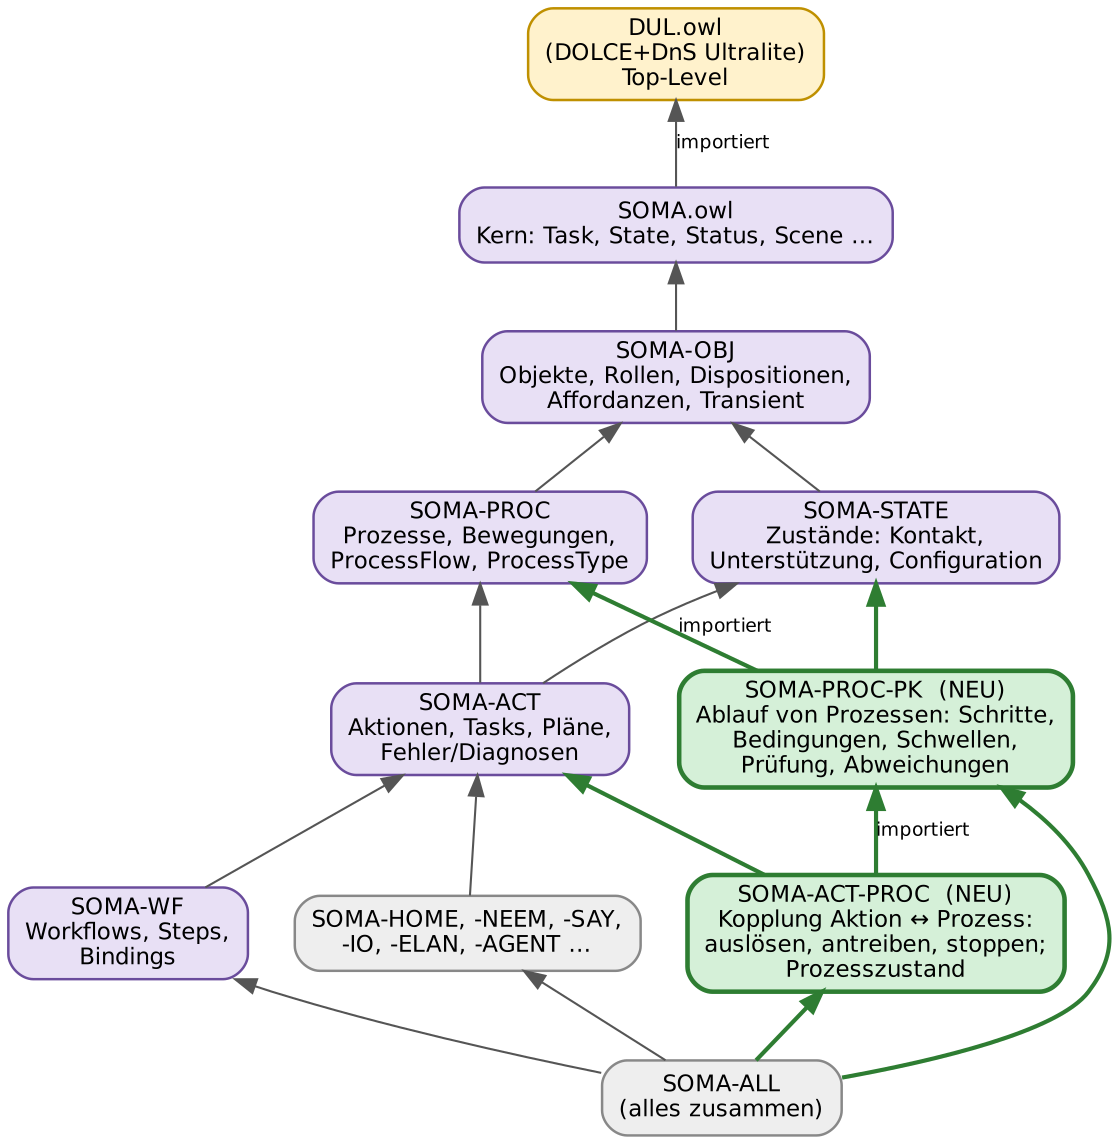 DUL.owl
(DOLCE+DnS Ultralite)
Top-Level
importiert
SOMA.owl
Kern: Task, State, Status, Scene ...
SOMA-OBJ
Objekte, Rollen, Dispositionen,
Affordanzen, Transient
SOMA-PROC
Prozesse, Bewegungen,
ProcessFlow, ProcessType
SOMA-STATE
Zustände: Kontakt,
Unterstützung, Configuration
importiert
SOMA-ACT
Aktionen, Tasks, Pläne,
Fehler/Diagnosen
SOMA-PROC-PK (NEU)
Ablauf von Prozessen: Schritte,
Bedingungen, Schwellen,
Prüfung, Abweichungen
importiert
SOMA-WF
Workflows, Steps,
Bindings
SOMA-HOME, -NEEM, -SAY,
-IO, -ELAN, -AGENT ...
SOMA-ACT-PROC (NEU)
Kopplung Aktion ↔ Prozess:
auslösen, antreiben, stoppen;
Prozesszustand
SOMA-ALL
(alles zusammen)